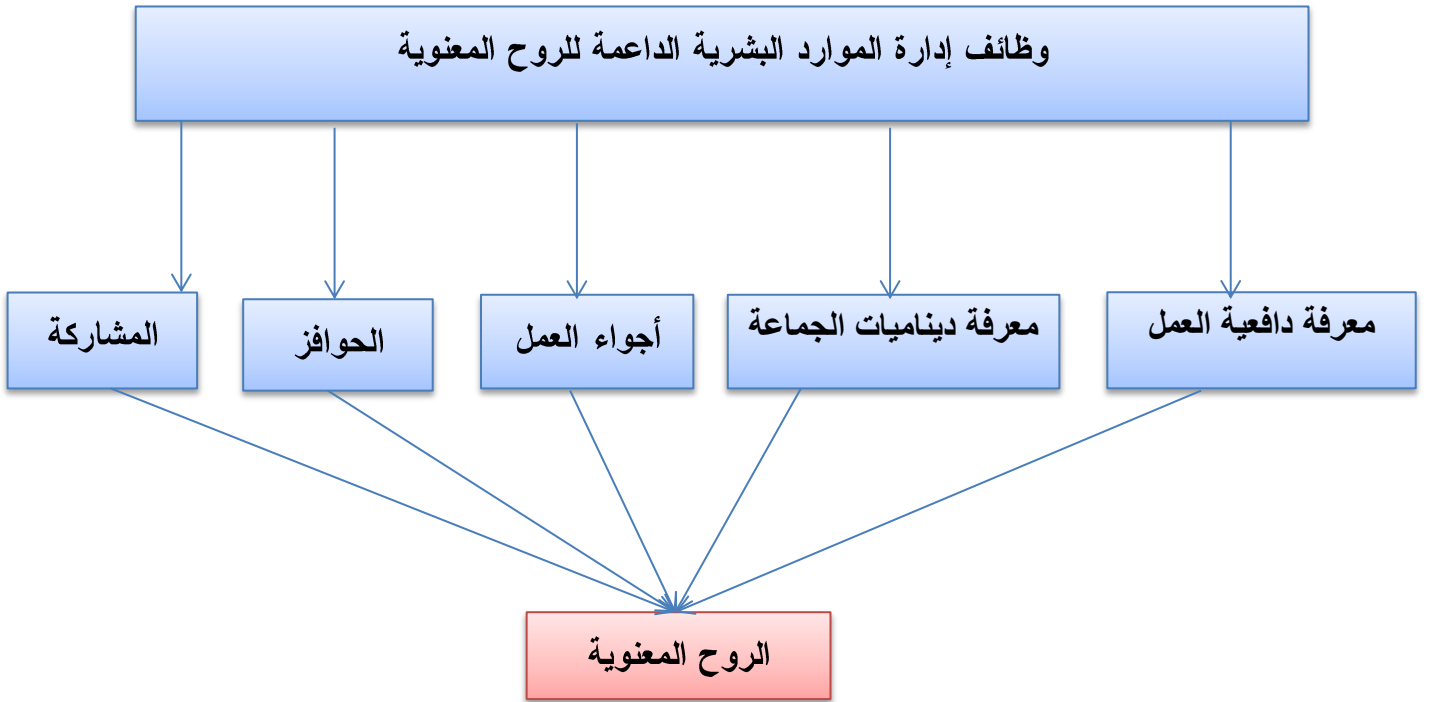 وظائف إدارة الموارد البشرية الداعمة للروح المعنوية
معرفة دافعية العمل
معرفة ديناميات الجماعة
أجواء العمل
الحوافز
المشاركة
الروح المعنوية